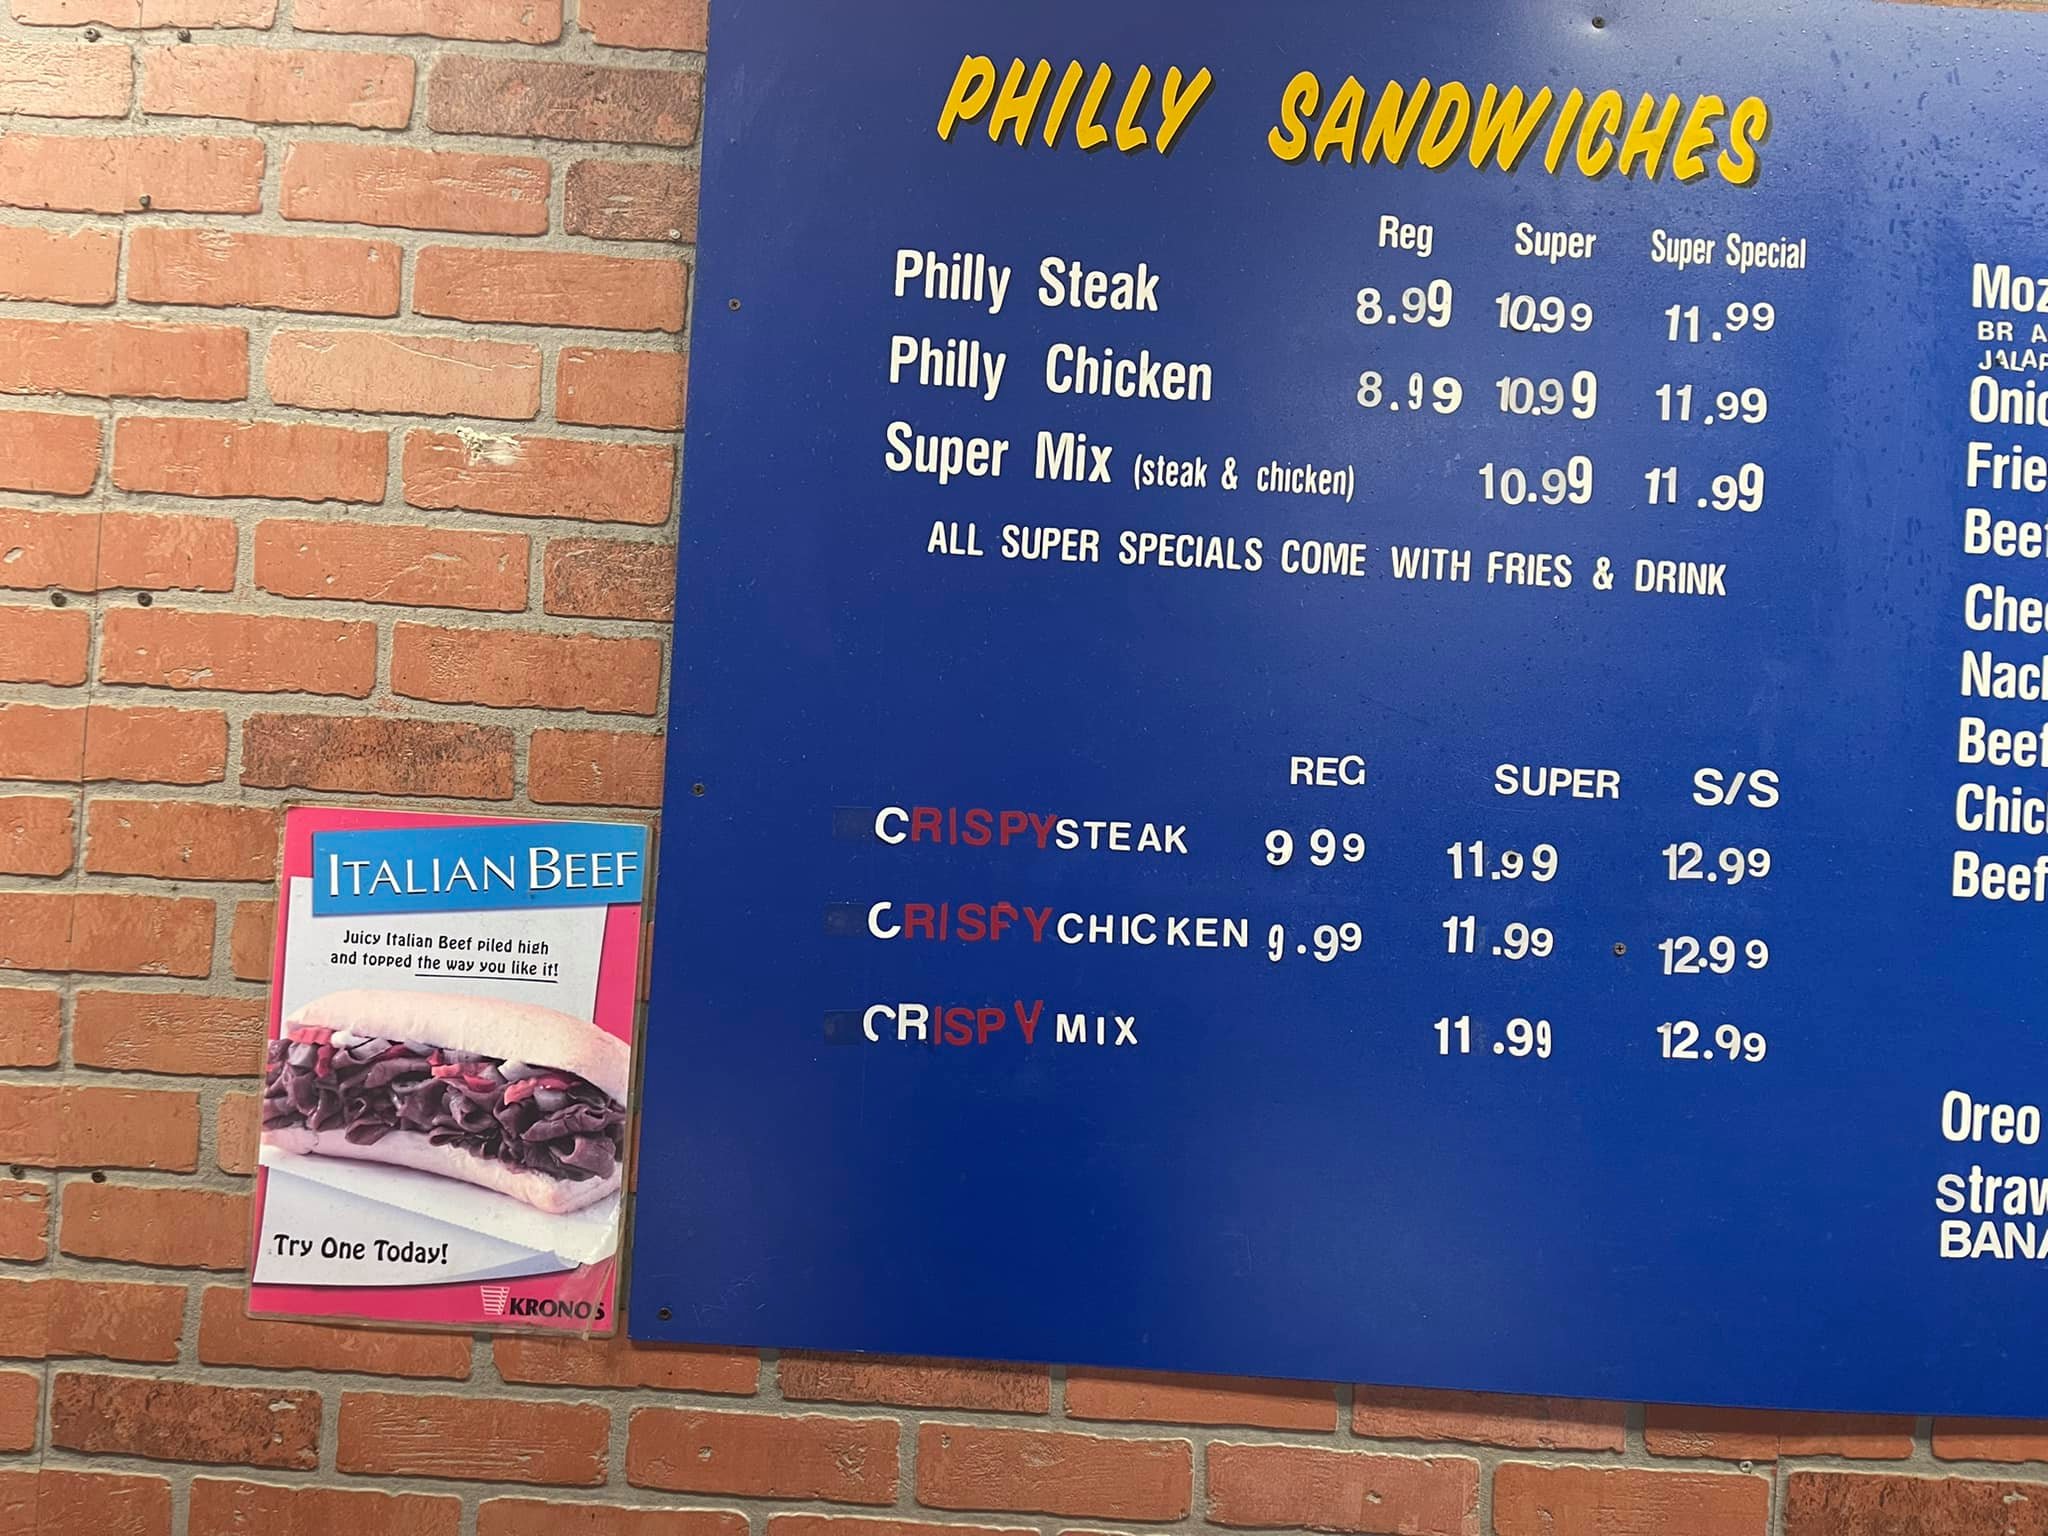 PHILLY SANDWICHES
Reg Super Super Special
Philly Steak 8.99 10.99 11.99
Philly Chicken 8.99 10.99 11.99
Super Mix (steak & chicken) 10.99 11.99
ALL SUPER SPECIALS COME WITH FRIES & DRINK
REG SUPER S/S
CRISPY STEAK 9 99 11.99 12.99
CRISPY CHICKEN 9.99 11.99 12.99
CRISPY MIX 11.99 12.99
ITALIAN BEEF
Juicy Italian Beef piled high
and topped the way you like it!
Try One Today!
KRONOS
BR
Oreo